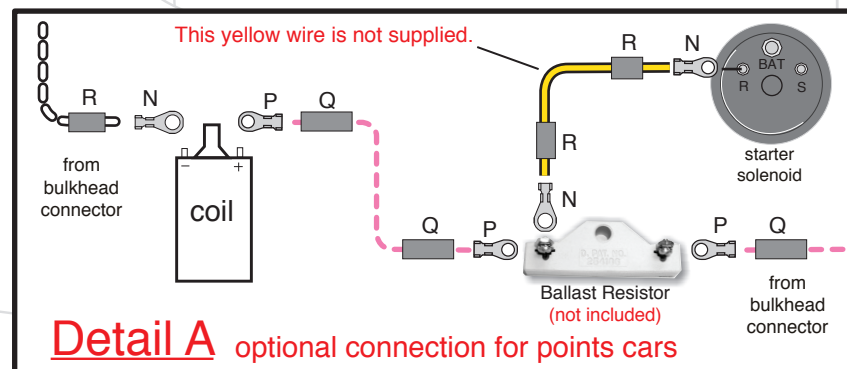 This yellow wire is not supplied.
R
N
BAT
R
S
starter
solenoid
R
N
P
Q
from
bulkhead
connector
-
+
coil
R
N
Q
P
P
Q
Ballast Resistor
(not included)
from
bulkhead
connector
Detail A optional connection for points cars